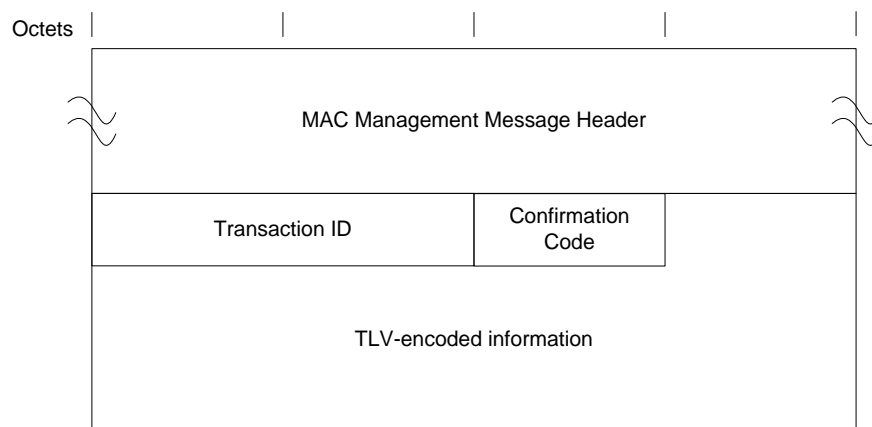 Octets
MAC Management Message Header
Transaction ID
Confirmation
Code
TLV-encoded information